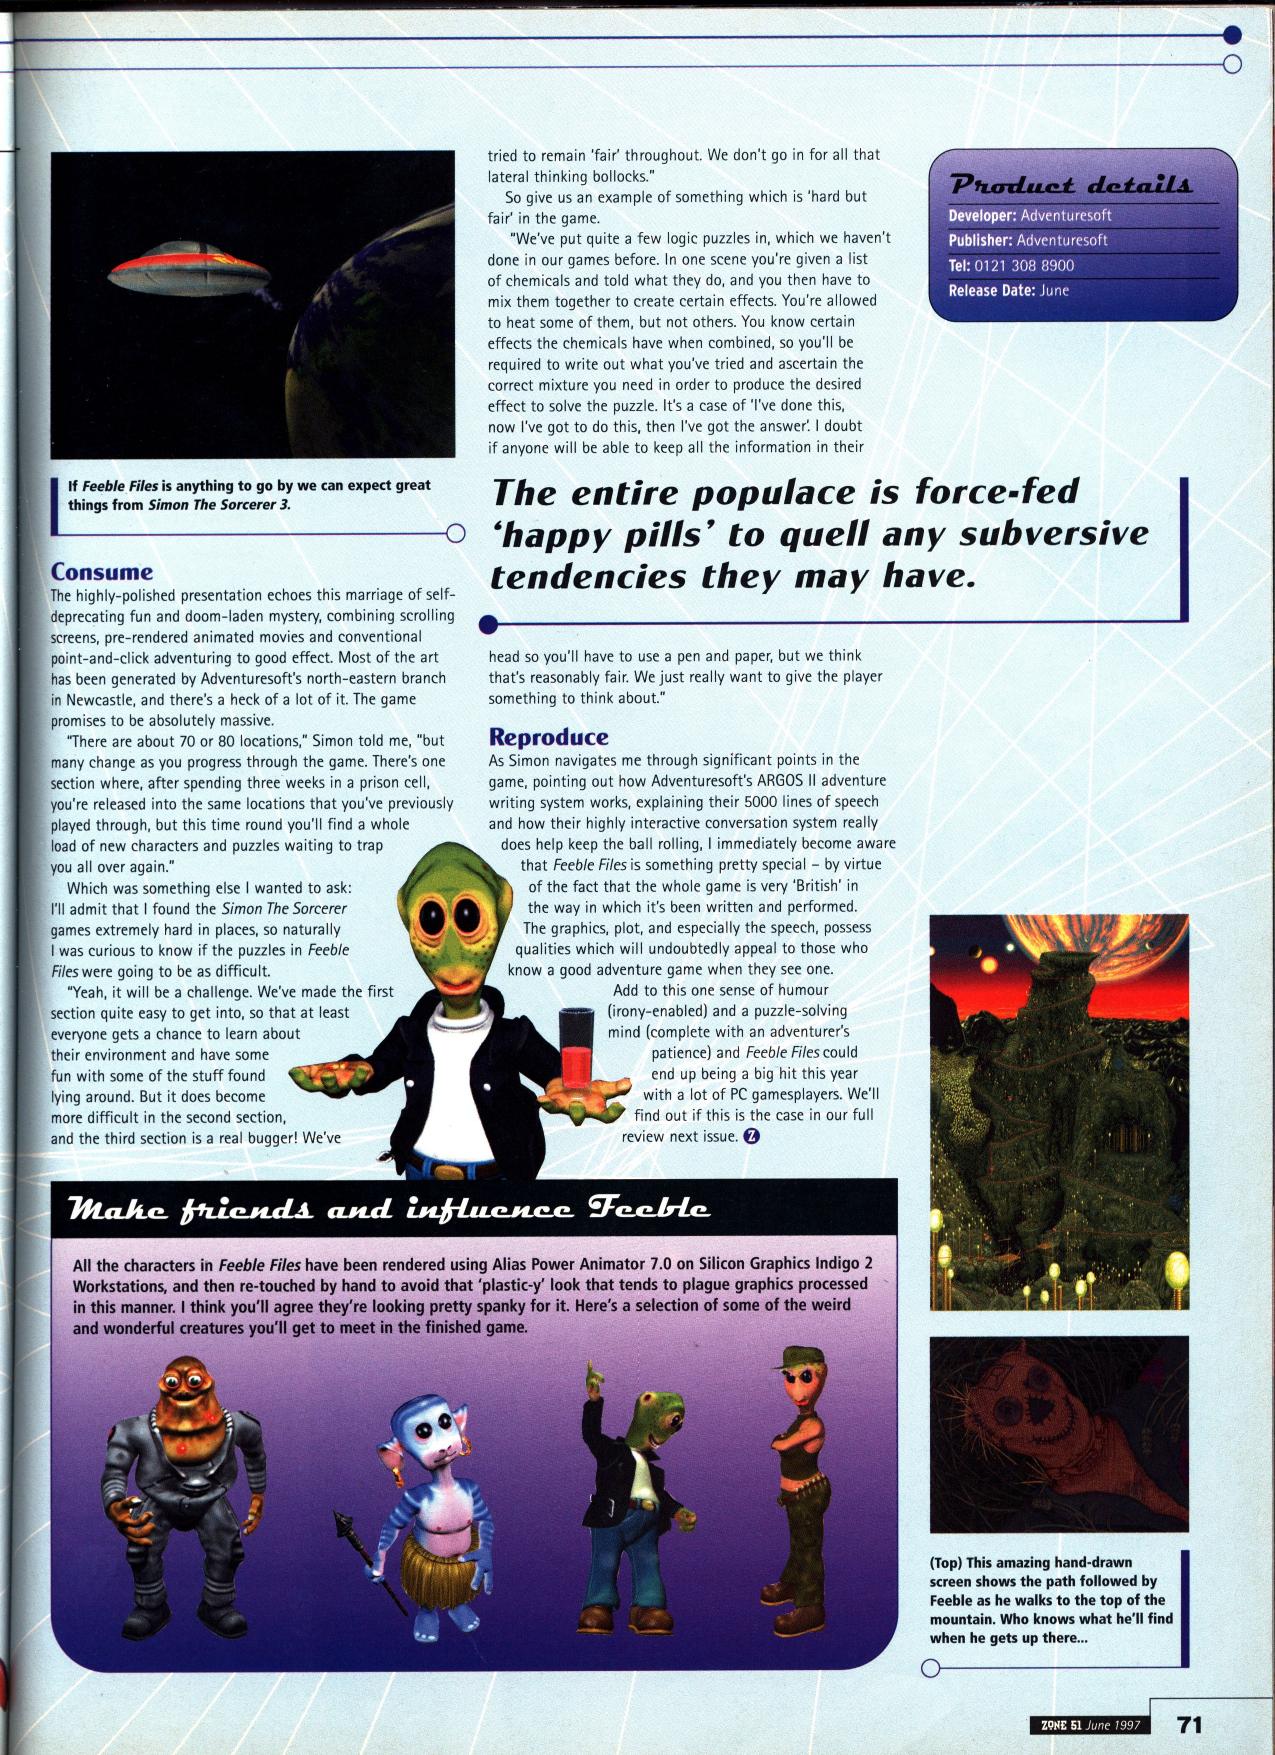 If Feeble Files is anything to go by we can expect great
things from Simon The Sorcerer 3.
Consume
The highly-polished presentation echoes this marriage of self-
deprecating fun and doom-laden mystery, combining scrolling
screens, pre-rendered animated movies and conventional
point-and-click adventuring to good effect. Most of the art
has been generated by Adventuresoft's north-eastern branch
in Newcastle, and there's a heck of a lot of it. The game
promises to be absolutely massive.
"There are about 70 or 80 locations," Simon told me, "but
many change as you progress through the game. There's one
section where, after spending three weeks in a prison cell,
you're released into the same locations that you've previously
played through, but this time round you'll find a whole
load of new characters and puzzles waiting to trap
you all over again."
Which was something else I wanted to ask:
I'll admit that I found the Simon The Sorcerer
games extremely hard in places, so naturally
I was curious to know if the puzzles in Feeble
Files were going to be as difficult.
"Yeah, it will be a challenge. We've made the first
section quite easy to get into, so that at least
everyone gets a chance to learn about
their environment and have some
fun with some of the stuff found
lying around. But it does become
more difficult in the second section,
and the third section is a real bugger! We've
tried to remain 'fair' throughout. We don't go in for all that
lateral thinking bollocks."
So give us an example of something which is 'hard but
fair' in the game.
"We've put quite a few logic puzzles in, which we haven't
done in our games before. In one scene you're given a list
of chemicals and told what they do, and you then have to
mix them together to create certain effects. You're allowed
to heat some of them, but not others. You know certain
effects the chemicals have when combined, so you'll be
required to write out what you've tried and ascertain the
correct mixture you need in order to produce the desired
effect to solve the puzzle. It's a case of 'I've done this,
now I've got to do this, then I've got the answer'. I doubt
if anyone will be able to keep all the information in their
The entire populace is force-fed
'happy pills' to quell any subversive
tendencies they may have.
head so you'll have to use a pen and paper, but we think
that's reasonably fair. We just really want to give the player
something to think about."
Reproduce
As Simon navigates me through significant points in the
game, pointing out how Adventuresoft's ARGOS II adventure
writing system works, explaining their 5000 lines of speech
and how their highly interactive conversation system really
does help keep the ball rolling, I immediately become aware
that Feeble Files is something pretty special – by virtue
of the fact that the whole game is very 'British' in
the way in which it's been written and performed.
The graphics, plot, and especially the speech, possess
qualities which will undoubtedly appeal to those who
know a good adventure game when they see one.
Add to this one sense of humour
(irony-enabled) and a puzzle-solving
mind (complete with an adventurer's
patience) and Feeble Files could
end up being a big hit this year
with a lot of PC gamesplayers. We'll
find out if this is the case in our full
review next issue. Z
Product details
Developer: Adventuresoft
Publisher: Adventuresoft
Tel: 0121 308 8900
Release Date: June
Make friends and influence Feeble
All the characters in Feeble Files have been rendered using Alias Power Animator 7.0 on Silicon Graphics Indigo 2
Workstations, and then re-touched by hand to avoid that 'plastic-y' look that tends to plague graphics processed
in this manner. I think you'll agree they're looking pretty spanky for it. Here's a selection of some of the weird
and wonderful creatures you'll get to meet in the finished game.
(Top) This amazing hand-drawn
screen shows the path followed by
Feeble as he walks to the top of the
mountain. Who knows what he'll find
when he gets up there...
ZONE 51 June 1997 71